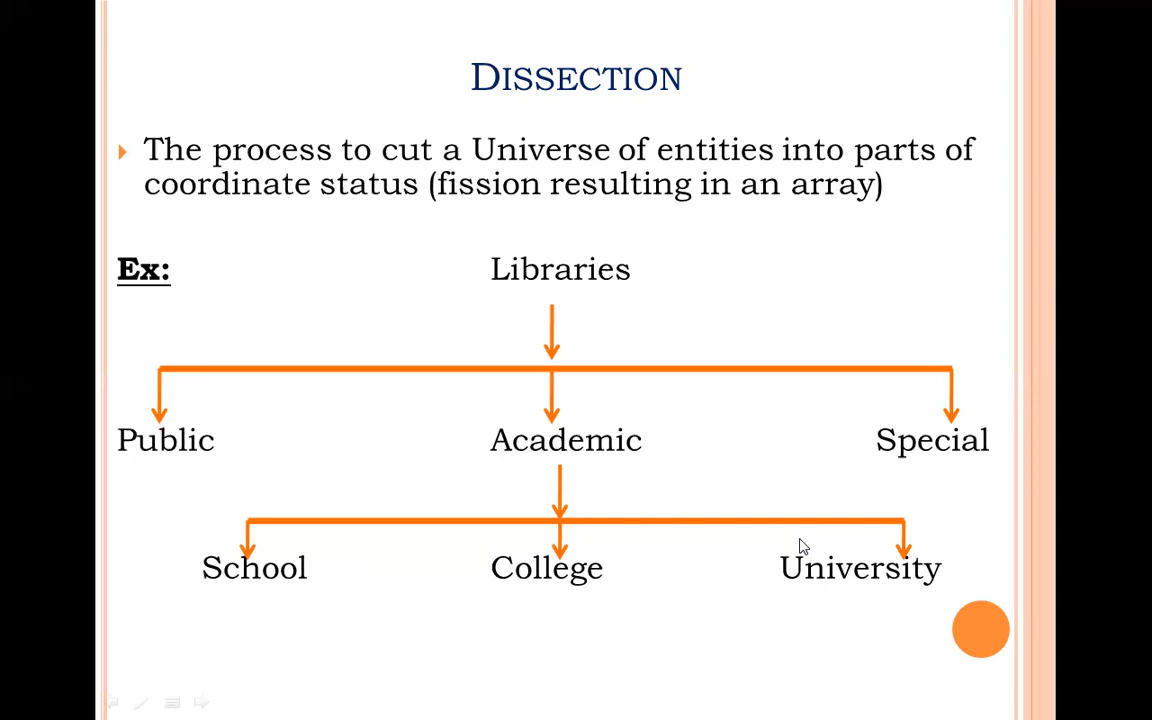 DISSECTION
The process to cut a Universe of entities into parts of
coordinate status (fission resulting in an array)
Ex: Libraries
Public Academic Special
School College University